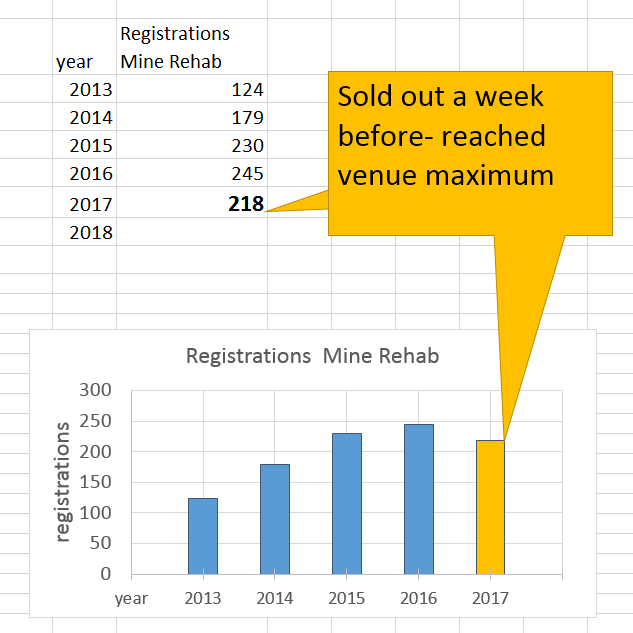 Registrations
year Mine Rehab
2013 124
2014 179
2015 230
2016 245
2017 218
2018
Sold out a week
before- reached
venue maximum
Registrations  Mine Rehab
300
250
200
150
100
50
0
registrations
year 2013 2014 2015 2016 2017